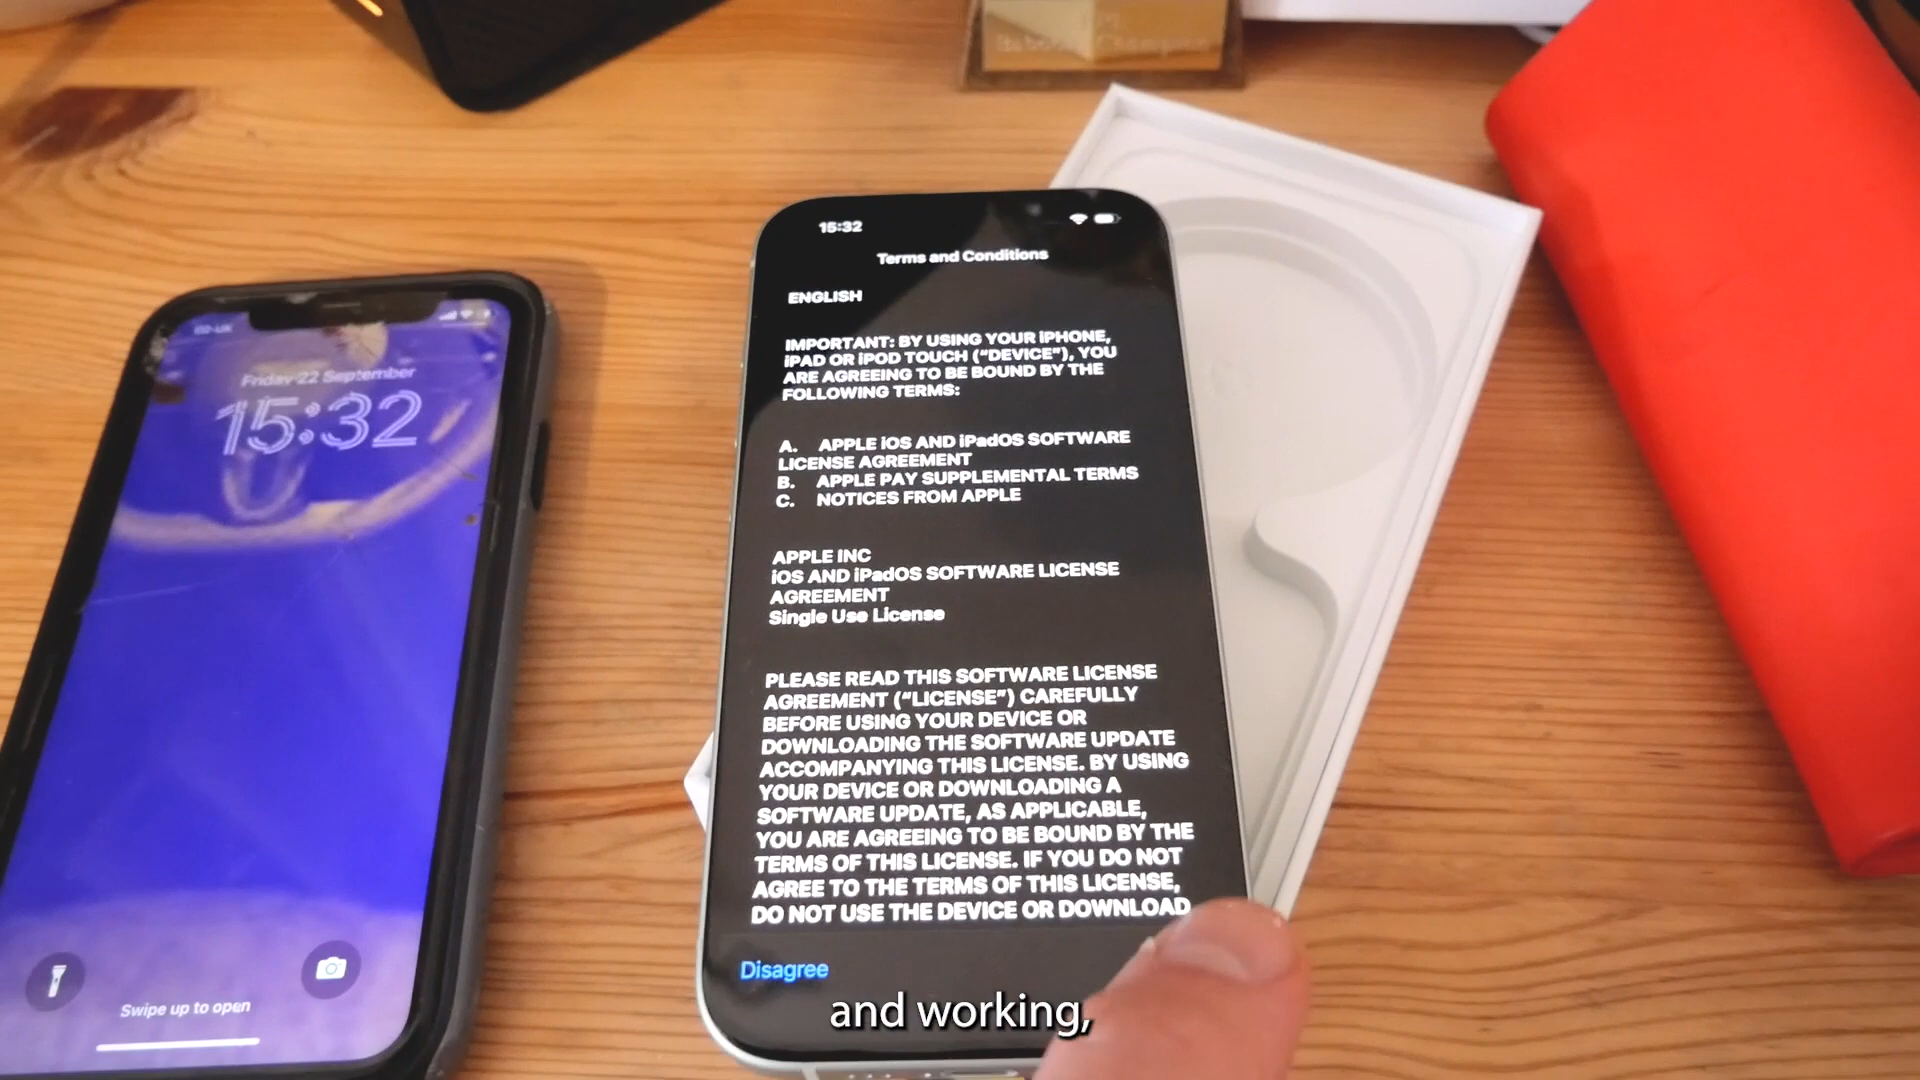 Friday 22 September
15:32
Swipe up to open
15:32
Terms and Conditions
ENGLISH
IMPORTANT: BY USING YOUR iPHONE,
iPAD OR iPOD TOUCH (“DEVICE”), YOU
ARE AGREEING TO BE BOUND BY THE
FOLLOWING TERMS:
A. APPLE iOS AND iPadOS SOFTWARE
LICENSE AGREEMENT
B. APPLE PAY SUPPLEMENTAL TERMS
C. NOTICES FROM APPLE
APPLE INC
iOS AND iPadOS SOFTWARE LICENSE
AGREEMENT
Single Use License
PLEASE READ THIS SOFTWARE LICENSE
AGREEMENT (“LICENSE”) CAREFULLY
BEFORE USING YOUR DEVICE OR
DOWNLOADING THE SOFTWARE UPDATE
ACCOMPANYING THIS LICENSE. BY USING
YOUR DEVICE OR DOWNLOADING A
SOFTWARE UPDATE, AS APPLICABLE,
YOU ARE AGREEING TO BE BOUND BY THE
TERMS OF THIS LICENSE. IF YOU DO NOT
AGREE TO THE TERMS OF THIS LICENSE,
DO NOT USE THE DEVICE OR DOWNLOAD
Disagree
and working,